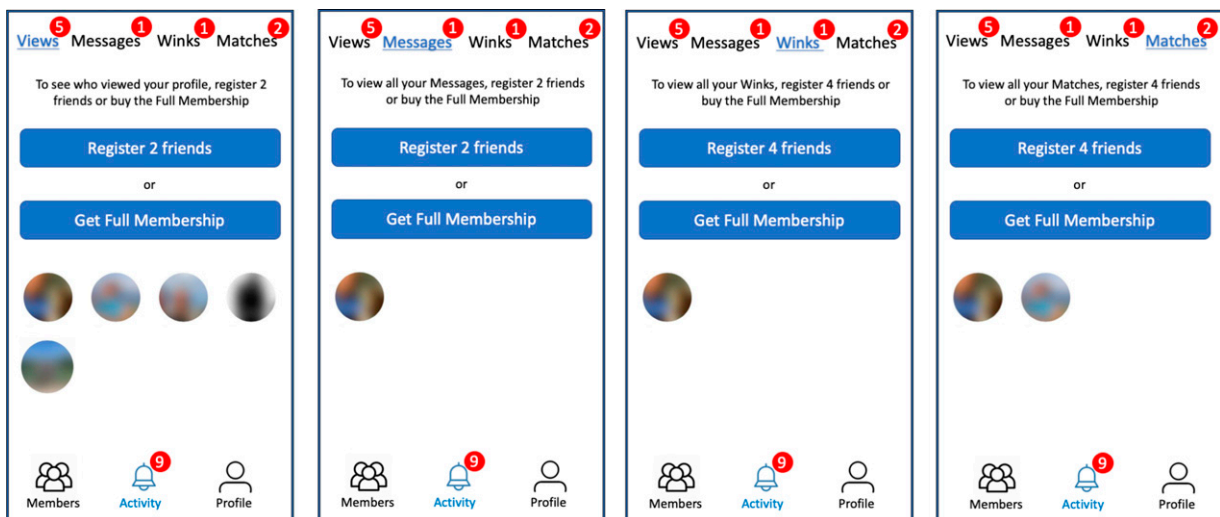 5 1 1 2
Views Messages Winks Matches
To see who viewed your profile, register 2
friends or buy the Full Membership
Register 2 friends
or
Get Full Membership
9
Members Activity Profile
5 1 1 2
Views Messages Winks Matches
To view all your Messages, register 2 friends
or buy the Full Membership
Register 2 friends
or
Get Full Membership
9
Members Activity Profile
5 1 1 2
Views Messages Winks Matches
To view all your Winks, register 4 friends or
buy the Full Membership
Register 4 friends
or
Get Full Membership
9
Members Activity Profile
5 1 1 2
Views Messages Winks Matches
To view all your Matches, register 4 friends
or buy the Full Membership
Register 4 friends
or
Get Full Membership
9
Members Activity Profile